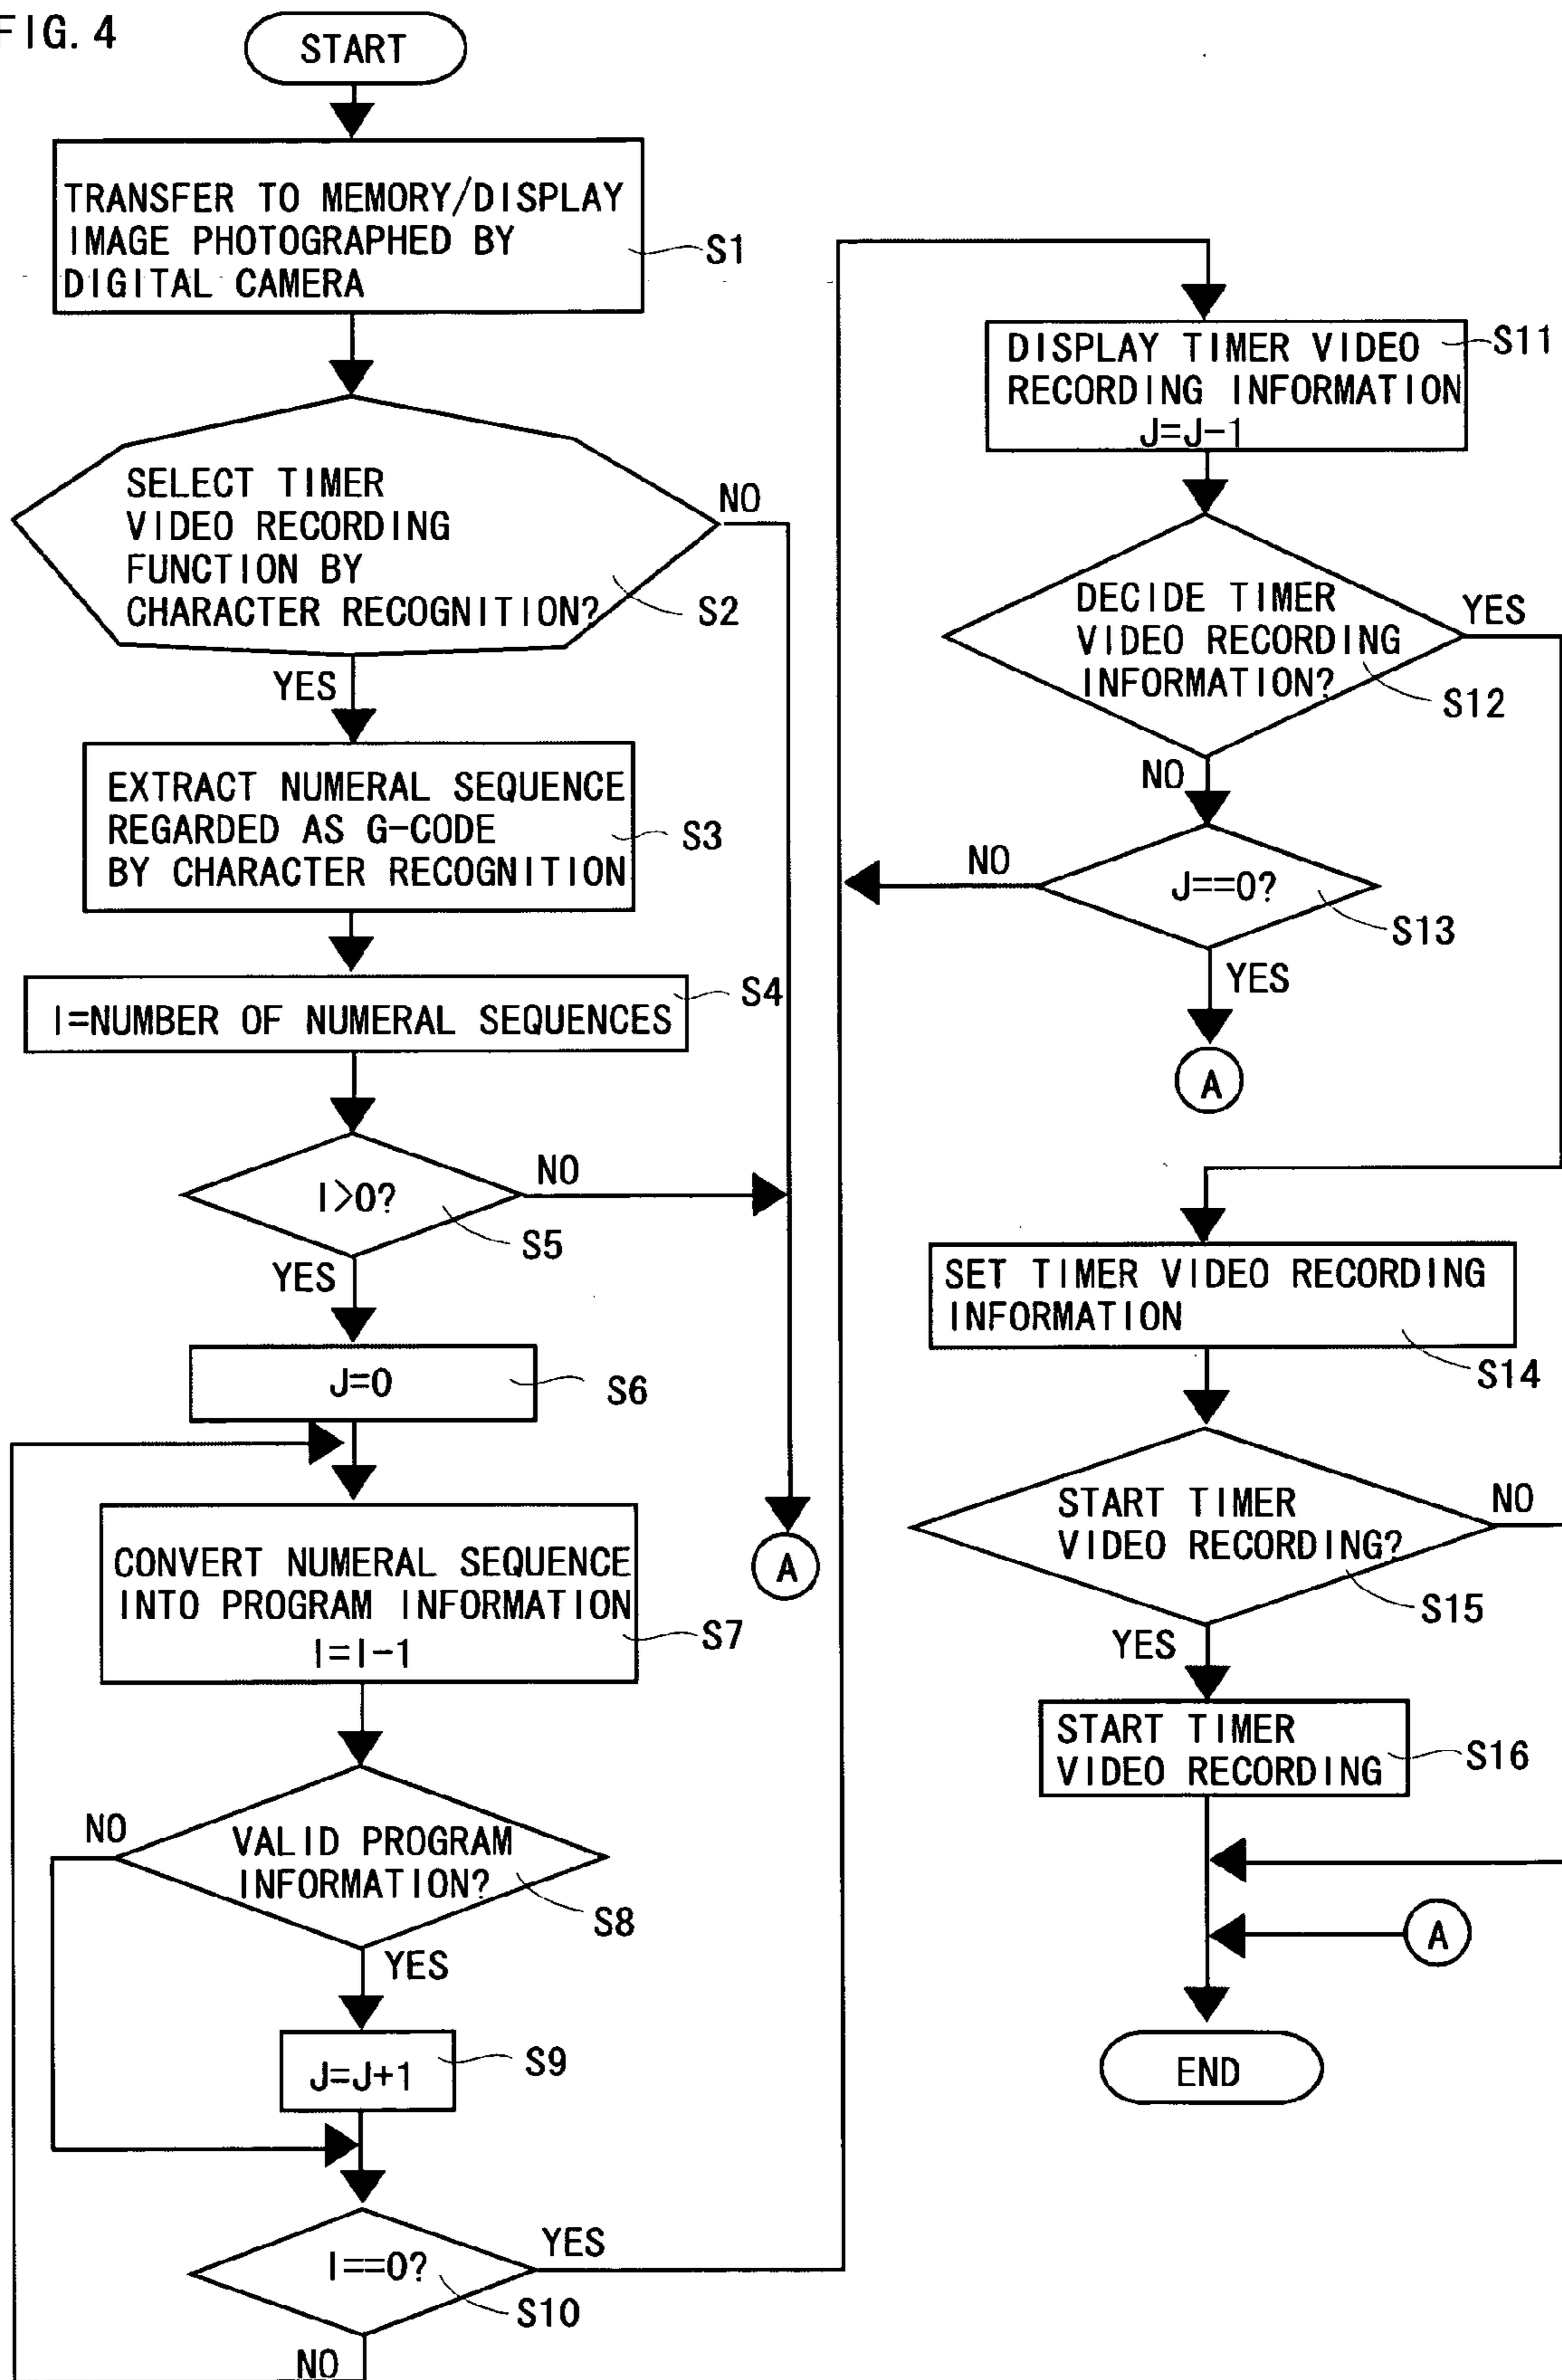 FIG. 4
START
TRANSFER TO MEMORY/DISPLAY
IMAGE PHOTOGRAPHED BY
DIGITAL CAMERA
S1
SELECT TIMER
VIDEO RECORDING
FUNCTION BY
CHARACTER RECOGNITION?
S2
NO
YES
EXTRACT NUMERAL SEQUENCE
REGARDED AS G-CODE
BY CHARACTER RECOGNITION
S3
I=NUMBER OF NUMERAL SEQUENCES
S4
I>0?
S5
NO
YES
J=0
S6
CONVERT NUMERAL SEQUENCE
INTO PROGRAM INFORMATION
I=I-1
S7
A
NO
VALID PROGRAM
INFORMATION?
S8
YES
J=J+1
S9
I==0?
S10
YES
NO
DISPLAY TIMER VIDEO
RECORDING INFORMATION
J=J-1
S11
DECIDE TIMER
VIDEO RECORDING
INFORMATION?
S12
YES
NO
J==0?
S13
NO
YES
A
SET TIMER VIDEO RECORDING
INFORMATION
S14
START TIMER
VIDEO RECORDING?
S15
NO
YES
START TIMER
VIDEO RECORDING
S16
A
END